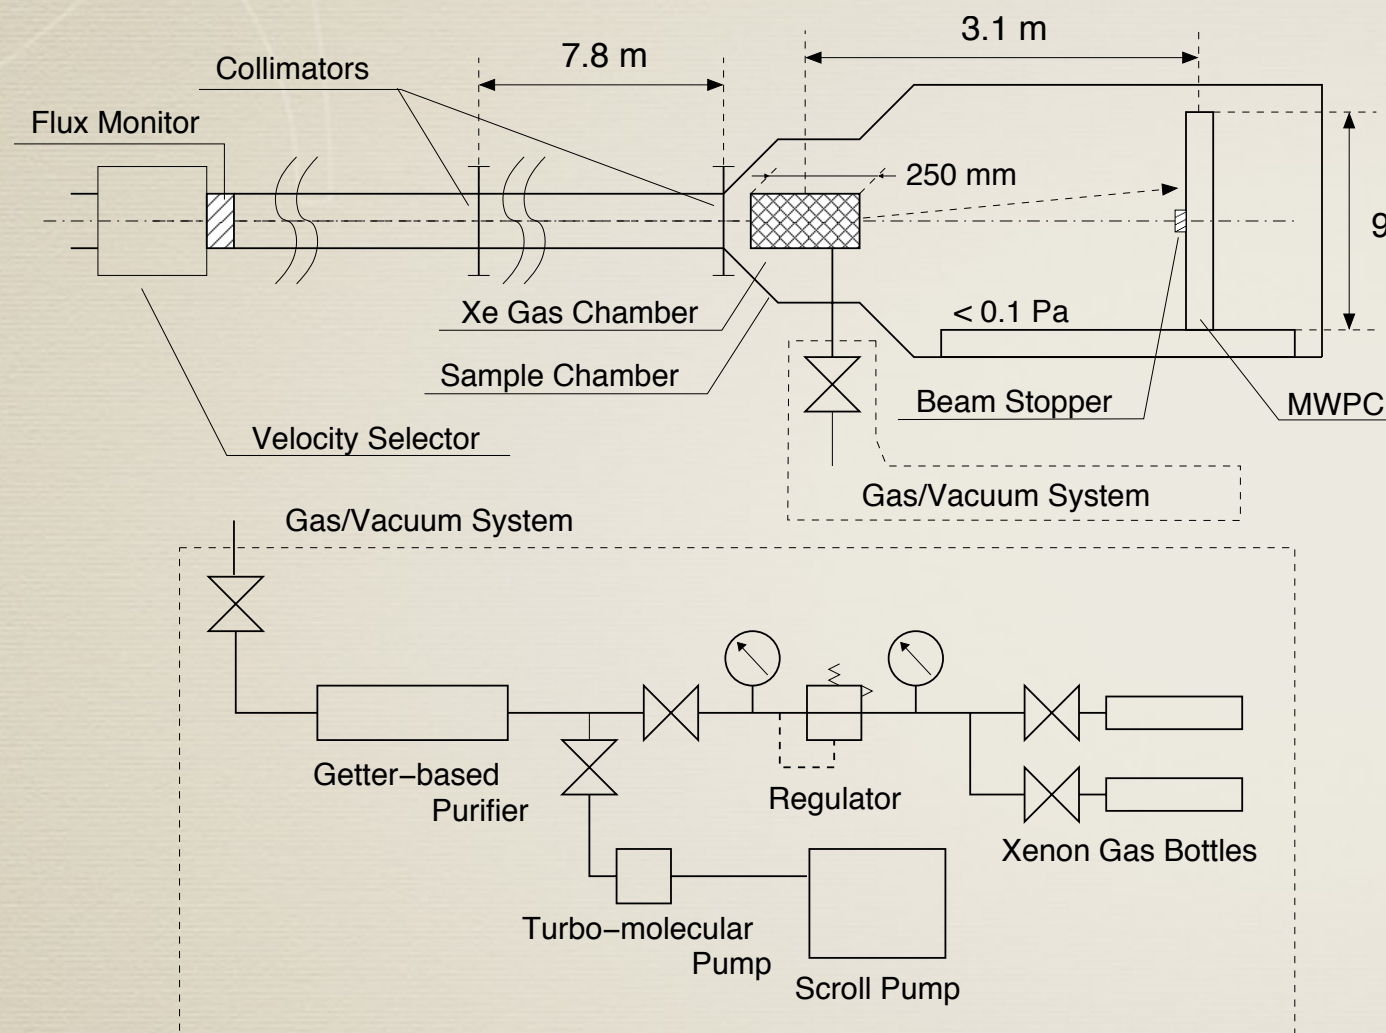 3.1 m
7.8 m
Collimators
Flux Monitor
250 mm
9
Xe Gas Chamber
< 0.1 Pa
Sample Chamber
Beam Stopper
MWPC
Velocity Selector
Gas/Vacuum System
Gas/Vacuum System
Getter–based
Purifier
Regulator
Xenon Gas Bottles
Turbo–molecular
Pump
Scroll Pump